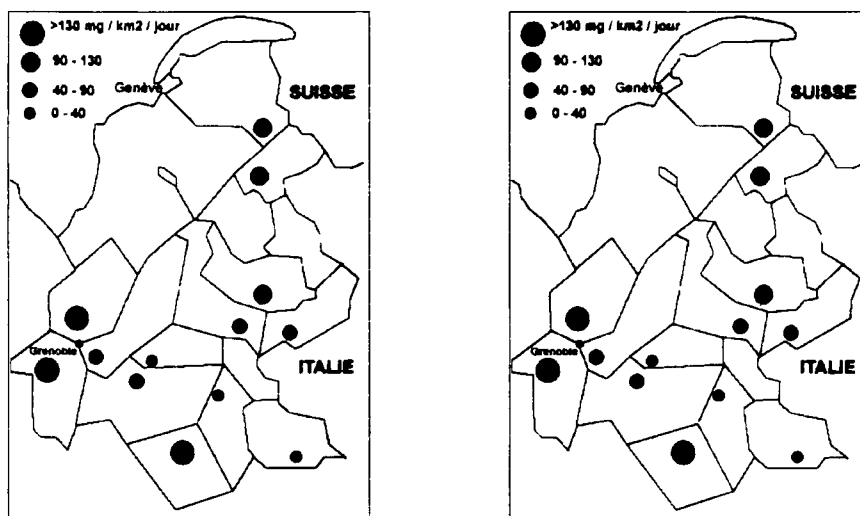 >130 mg / km2 / jour
90 - 130
40 - 90
0 - 40
Genève
SUISSE
Grenoble
ITALIE
>130 mg / km2 / jour
90 - 130
40 - 90
0 - 40
Genève
SUISSE
Grenoble
ITALIE